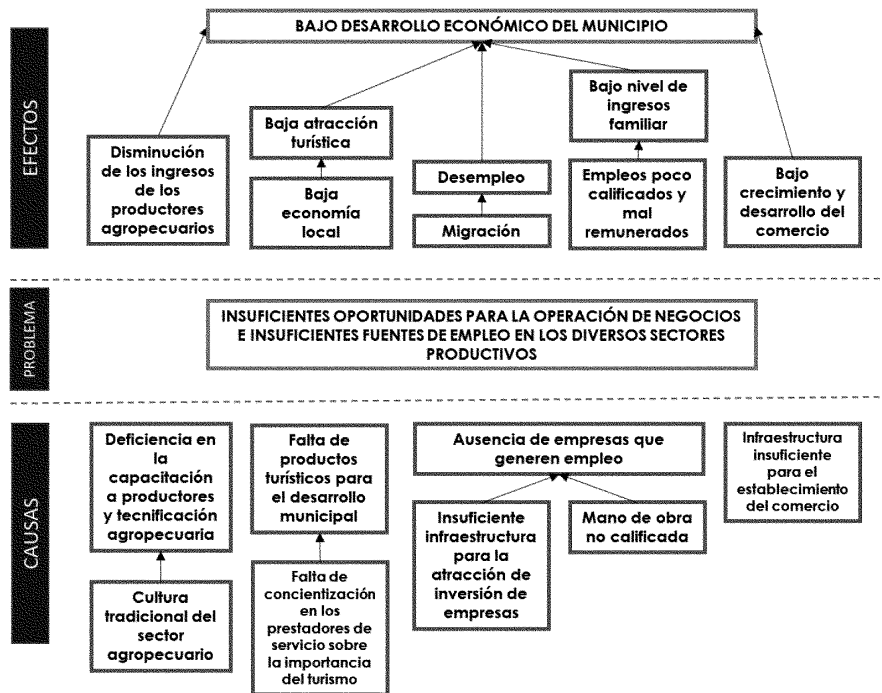 EFECTOS
BAJO DESARROLLO ECONÓMICO DEL MUNICIPIO
Disminución
de los ingresos
de los
productores
agropecuarios
Baja atracción
turística
Baja
economía
local
Desempleo
Migración
Bajo nivel de
ingresos
familiar
Empleos poco
calificados y
mal
remunerados
Bajo
crecimiento y
desarrollo del
comercio
PROBLEMA
INSUFICIENTES OPORTUNIDADES PARA LA OPERACIÓN DE NEGOCIOS
E INSUFICIENTES FUENTES DE EMPLEO EN LOS DIVERSOS SECTORES
PRODUCTIVOS
CAUSAS
Deficiencia en
la
capacitación
a productores
y tecnificación
agropecuaria
Cultura
tradicional del
sector
agropecuario
Falta de
productos
turísticos para
el desarrollo
municipal
Falta de
concientización
en los
prestadores de
servicio sobre
la importancia
del turismo
Ausencia de empresas que
generen empleo
Insuficiente
infraestructura
para la
atracción de
inversión de
empresas
Mano de obra
no calificada
Infraestructura
insuficiente
para el
establecimiento
del comercio